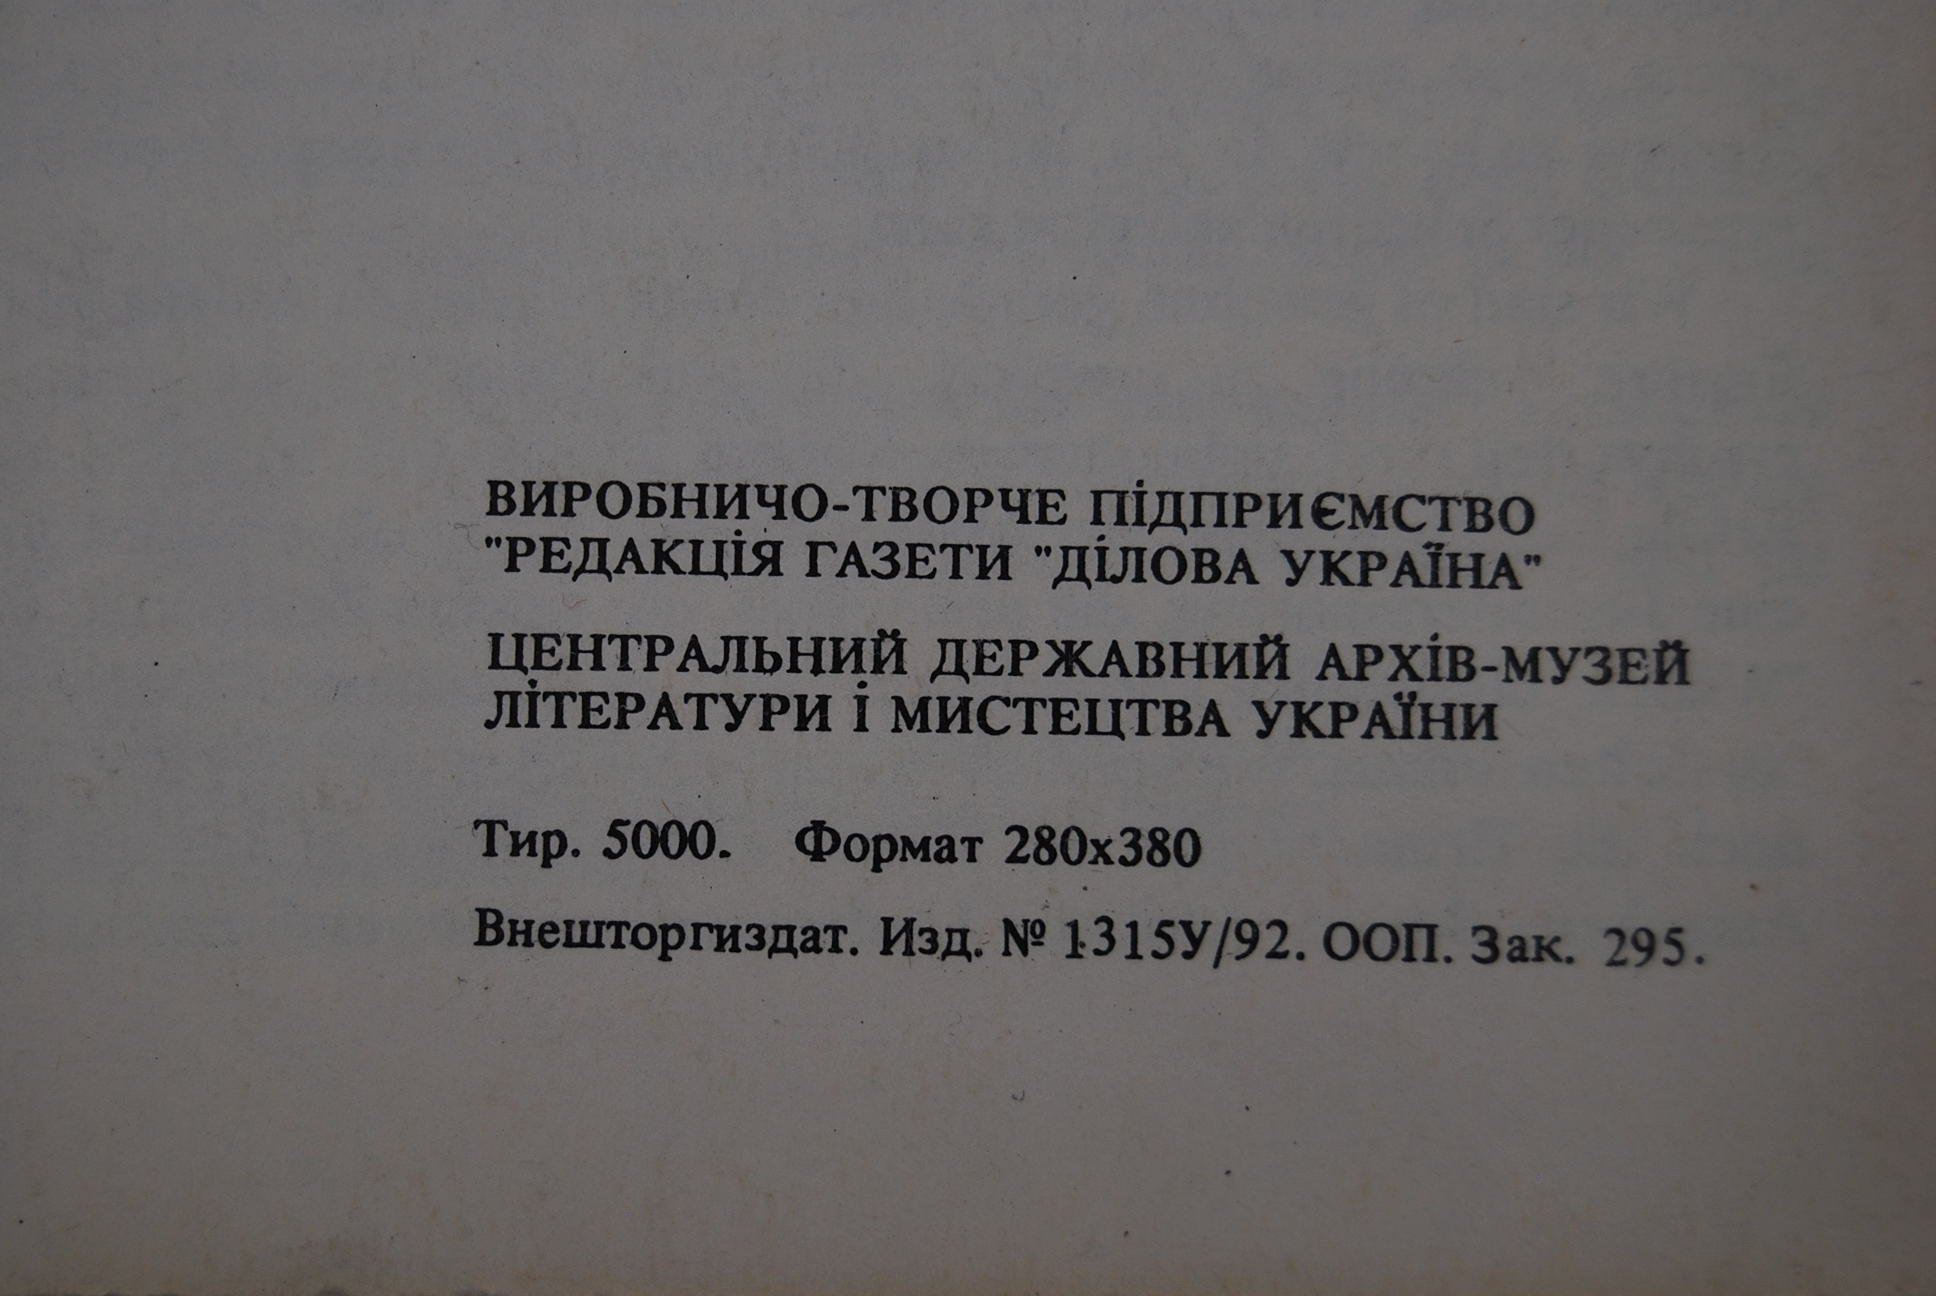 ВИРОБНИЧО-ТВОРЧЕ ПіДПРИЄМСТВО
"РЕДАКЦіЯ ГАЗЕТИ "ДіЛОВА УКРАЇНА"
ЦЕНТРАЛЬНИЙ ДЕРЖАВНИЙ АРХіВ-МУЗЕЙ
ЛіТЕРАТУРИ і МИСТЕЦТВА УКРАЇНИ
Тир. 5000. Формат 280х380
Внешторгиздат. Изд. № 1315У/92. ООП. Зак. 295.